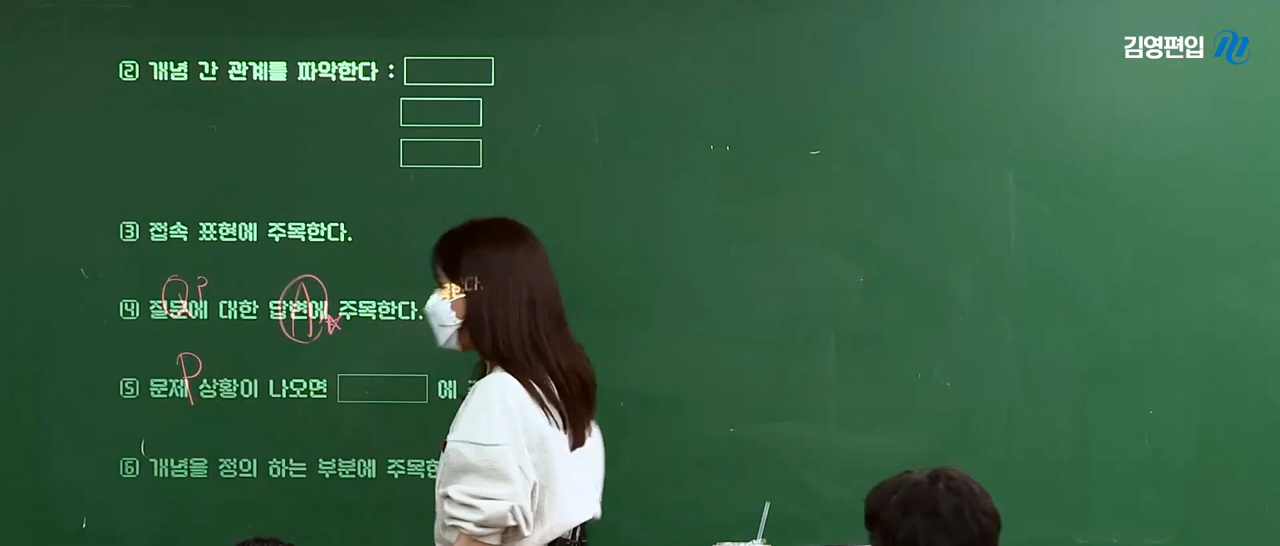 김영편입
② 개념 간 관계를 파악한다 :
③ 접속 표현에 주목한다.
Q?
A
④ 질문에 대한 답변에 주목한다.
P
⑤ 문제 상황이 나오면 에
⑥ 개념을 정의 하는 부분에